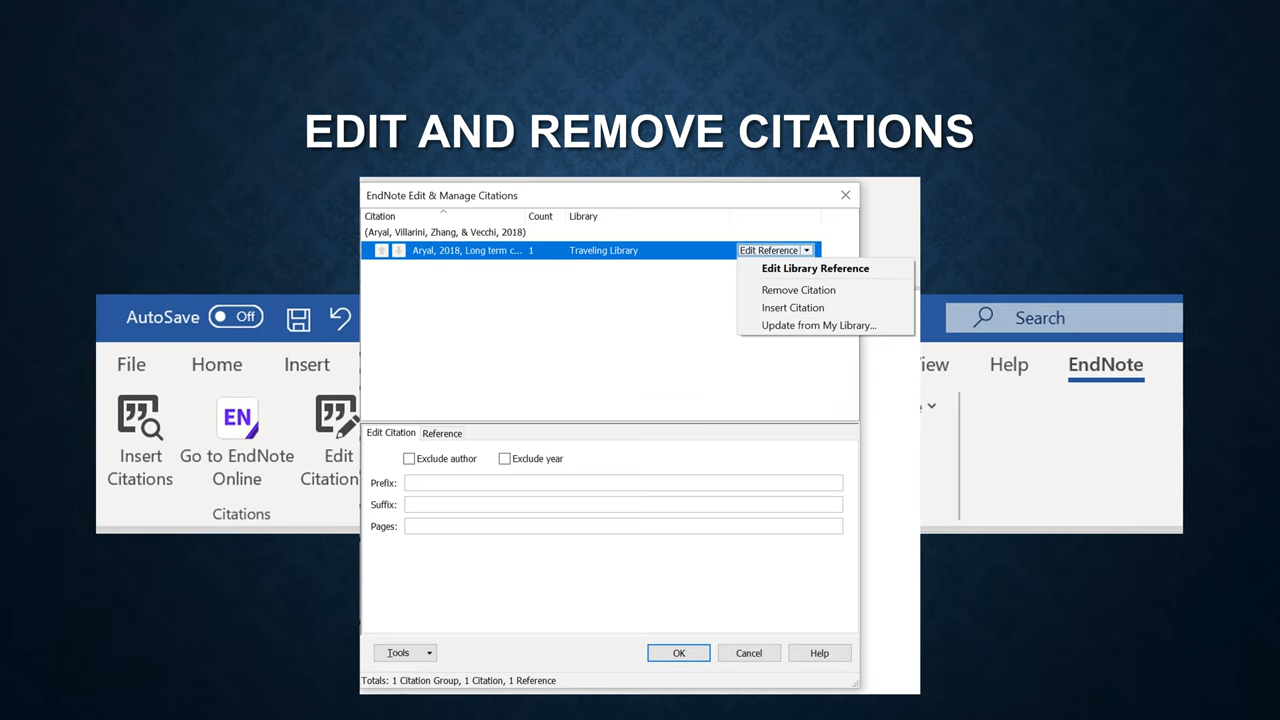 EDIT AND REMOVE CITATIONS
EndNote Edit & Manage Citations
Citation Count Library
(Aryal, Villarini, Zhang, & Vecchi, 2018)
Aryal, 2018, Long term c... 1 Traveling Library Edit Reference
Edit Library Reference
Remove Citation
Insert Citation
Update from My Library...
AutoSave Off Search
File Home Insert Help EndNote
Insert Citations
EN
Go to EndNote Online
Edit
Citations
Edit Citation Reference
Exclude author Exclude year
Prefix:
Suffix:
Pages:
Tools OK Cancel Help
Totals: 1 Citation Group, 1 Citation, 1 Reference